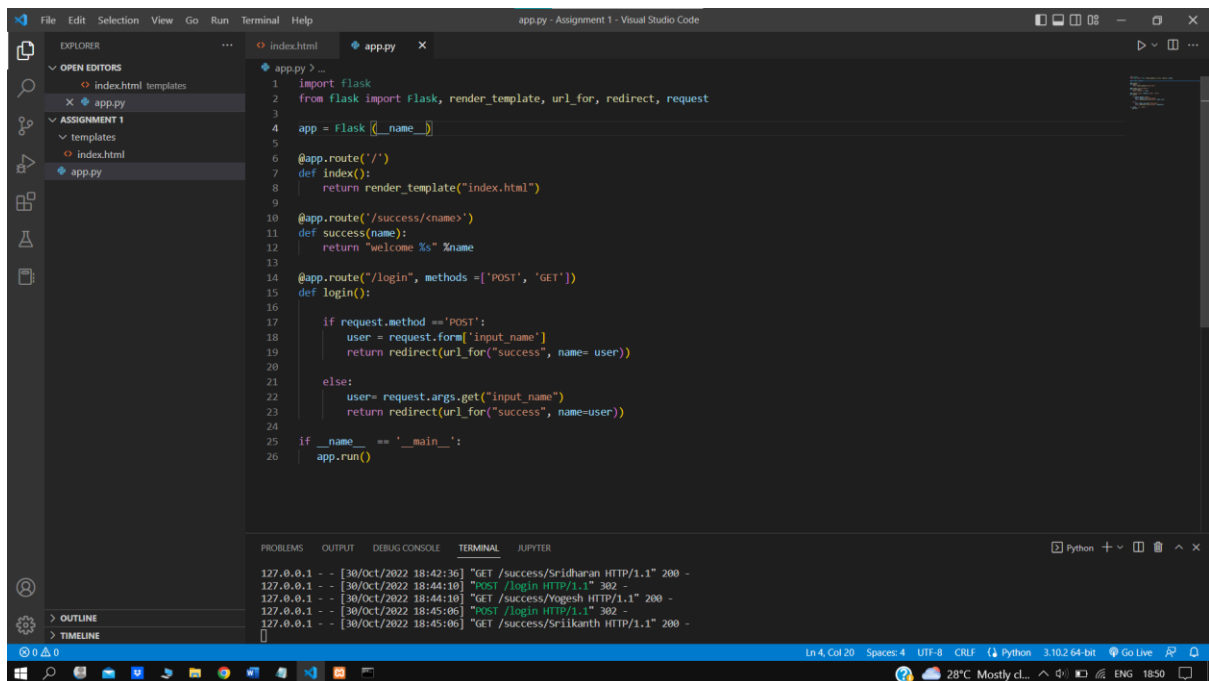 File Edit Selection View Go Run Terminal Help
app.py - Assignment 1 - Visual Studio Code
EXPLORER
OPEN EDITORS
index.html templates
app.py
ASSIGNMENT 1
templates
index.html
app.py
OUTLINE
TIMELINE
index.html app.py
app.py > ...
1 import flask
2 from flask import Flask, render_template, url_for, redirect, request
3
4 app = Flask (__name__)
5
6 @app.route('/')
7 def index():
8     return render_template("index.html")
9
10 @app.route('/success/<name>')
11 def success(name):
12     return "welcome %s" %name
13
14 @app.route("/login", methods =['POST', 'GET'])
15 def login():
16
17     if request.method =='POST':
18         user = request.form['input_name']
19         return redirect(url_for("success", name= user))
20
21     else:
22         user= request.args.get("input_name")
23         return redirect(url_for("success", name=user))
24
25 if __name__  == '__main__':
26    app.run()
PROBLEMS OUTPUT DEBUG CONSOLE TERMINAL JUPYTER
Python
127.0.0.1 - - [30/Oct/2022 18:42:36] "GET /success/Sridharan HTTP/1.1" 200 -
127.0.0.1 - - [30/Oct/2022 18:44:10] "POST /login HTTP/1.1" 302 -
127.0.0.1 - - [30/Oct/2022 18:44:10] "GET /success/Yogesh HTTP/1.1" 200 -
127.0.0.1 - - [30/Oct/2022 18:45:06] "POST /login HTTP/1.1" 302 -
127.0.0.1 - - [30/Oct/2022 18:45:06] "GET /success/Sriikanth HTTP/1.1" 200 -
0 0
Ln 4, Col 20 Spaces: 4 UTF-8 CRLF Python 3.10.2 64-bit Go Live
28°C Mostly cl... ENG 18:50